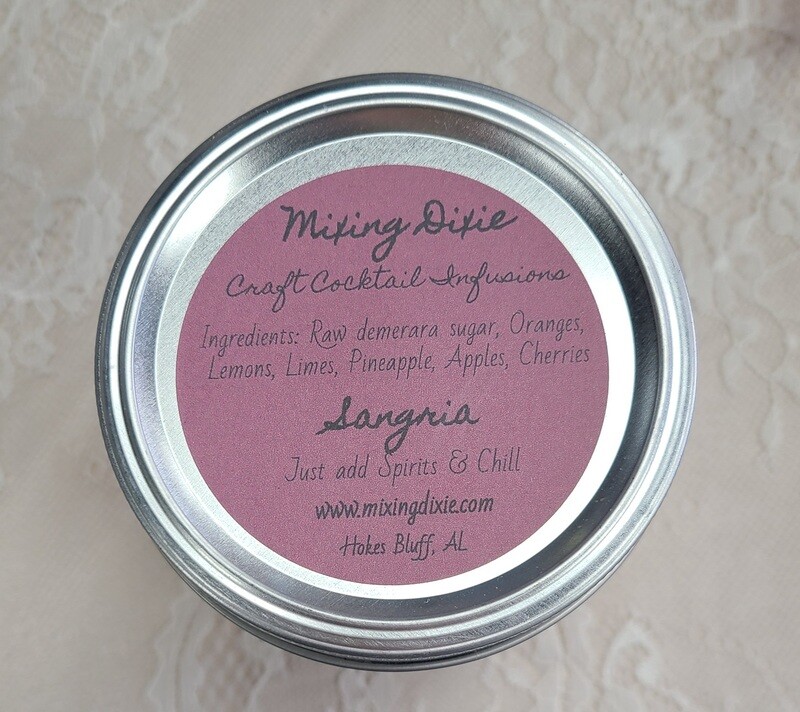 Mixing Dixie
Craft Cocktail Infusions
Ingredients: Raw demerara sugar, Oranges,
Lemons, Limes, Pineapple, Apples, Cherries
Sangria
Just add Spirits & Chill
www.mixingdixie.com
Hokes Bluff, AL